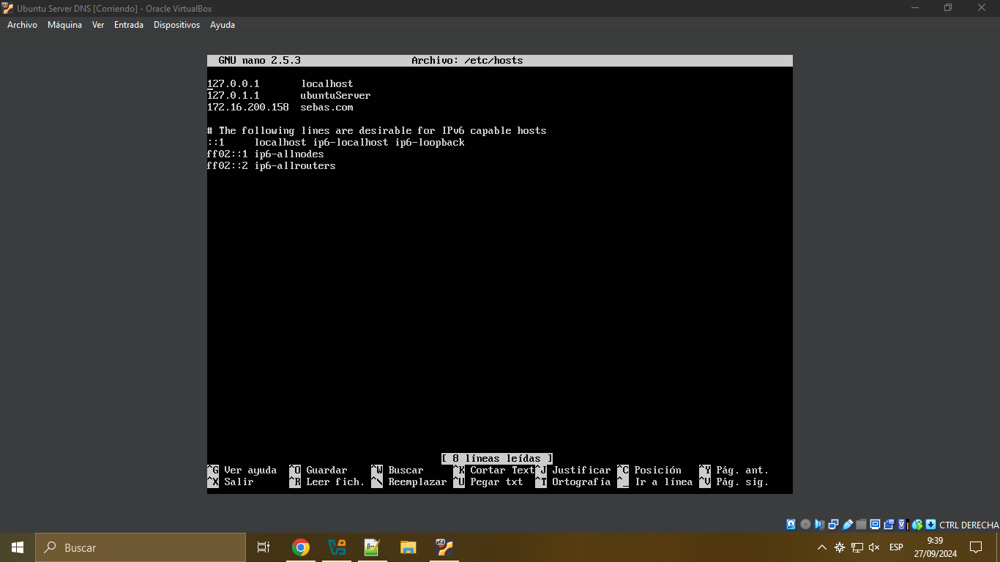 Ubuntu Server DNS [Corriendo] - Oracle VirtualBox
Archivo Máquina Ver Entrada Dispositivos Ayuda
GNU nano 2.5.3 Archivo: /etc/hosts
127.0.0.1 localhost
127.0.1.1 ubuntuServer
172.16.200.158 sebas.com
# The following lines are desirable for IPv6 capable hosts
::1 localhost ip6-localhost ip6-loopback
ff02::1 ip6-allnodes
ff02::2 ip6-allrouters
[ 8 líneas leídas ]
^G Ver ayuda ^O Guardar ^W Buscar ^K Cortar Text ^J Justificar ^C Posición ^Y Pág. ant.
^X Salir ^R Leer fich. ^\ Reemplazar ^U Pegar txt ^T Ortografía ^_ Ir a línea ^V Pág. sig.
CTRL DERECHA
Buscar
ESP
9:39
27/09/2024